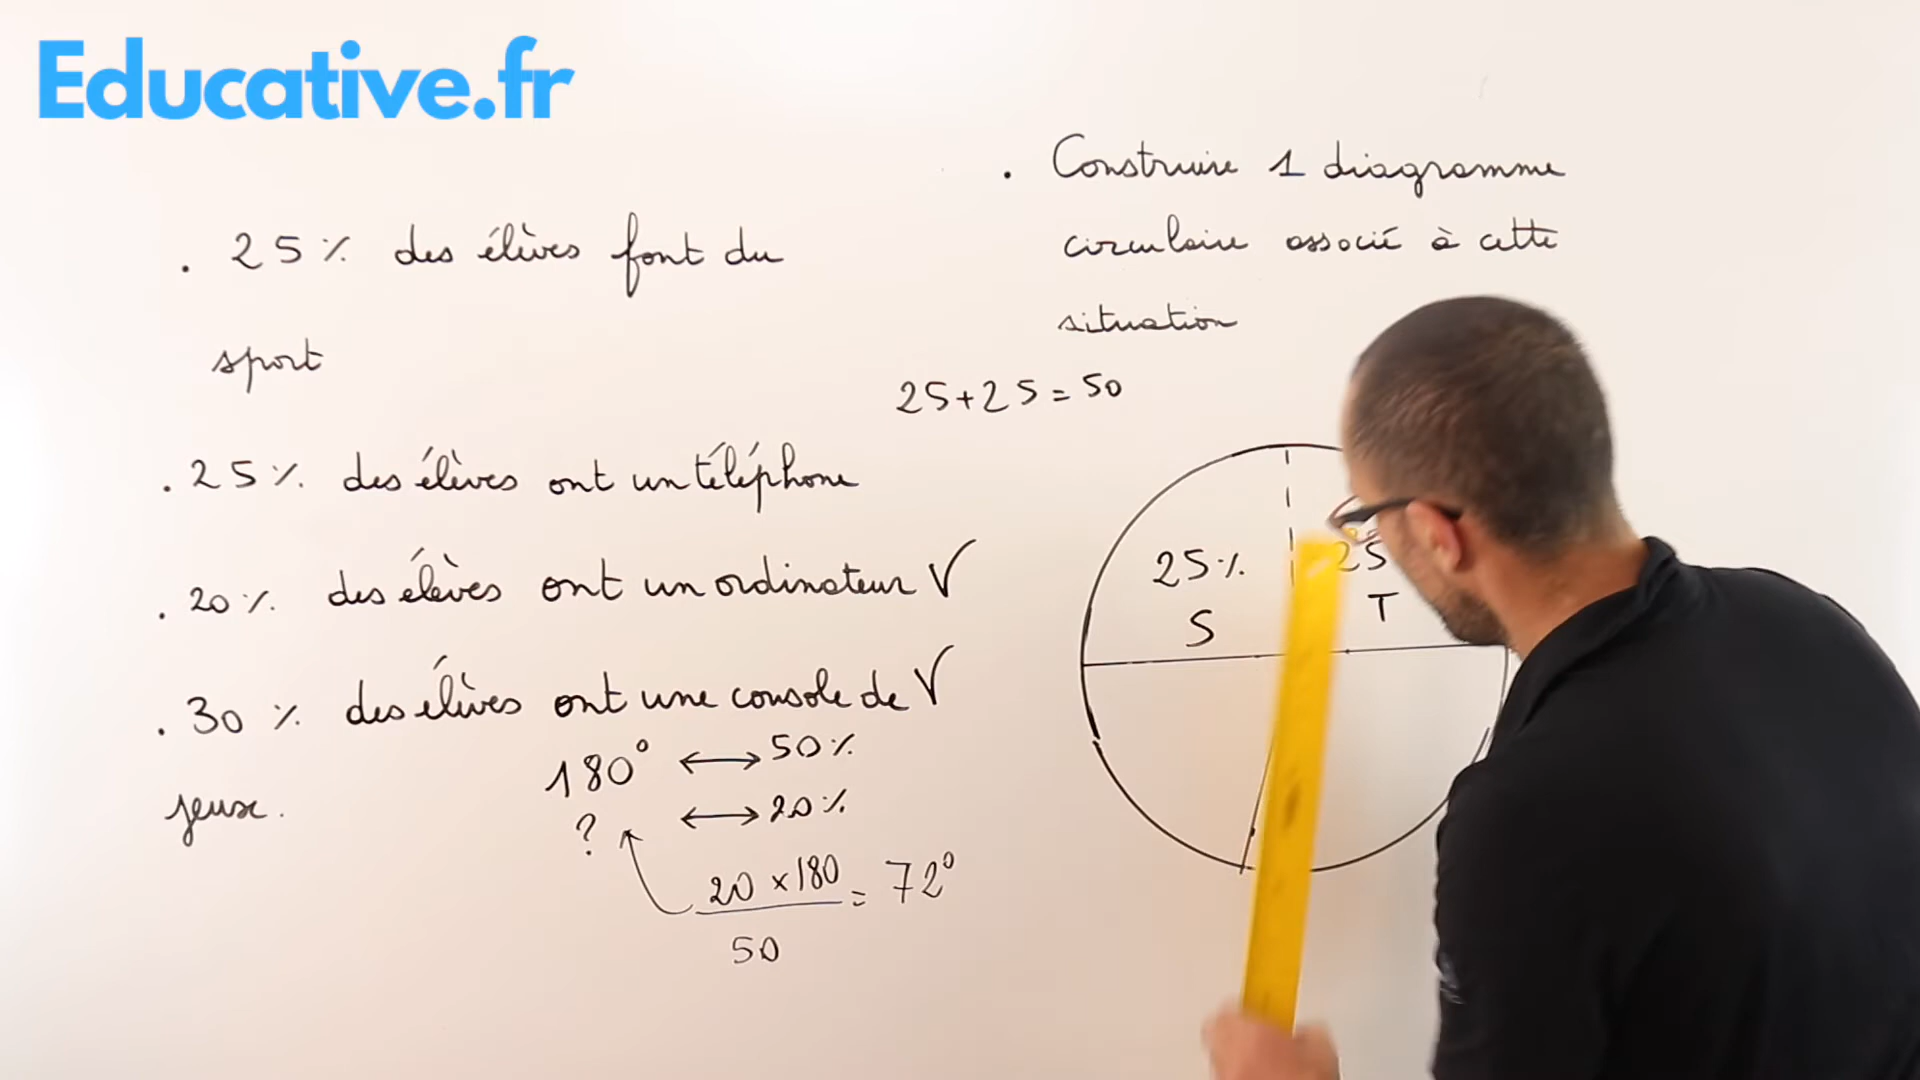 Educative.fr
. 25 % des élèves font du
sport
. 25 % des élèves ont un téléphone
. 20 % des élèves ont un ordinateur √
. 30 % des élèves ont une console de √
jeux.
180° ↔ 50 %
? ↔ 20 %
20 x 180 = 72°
50
. Construire 1 diagramme
circulaire associé à cette
situation
25+25=50
25 %
S
25
T